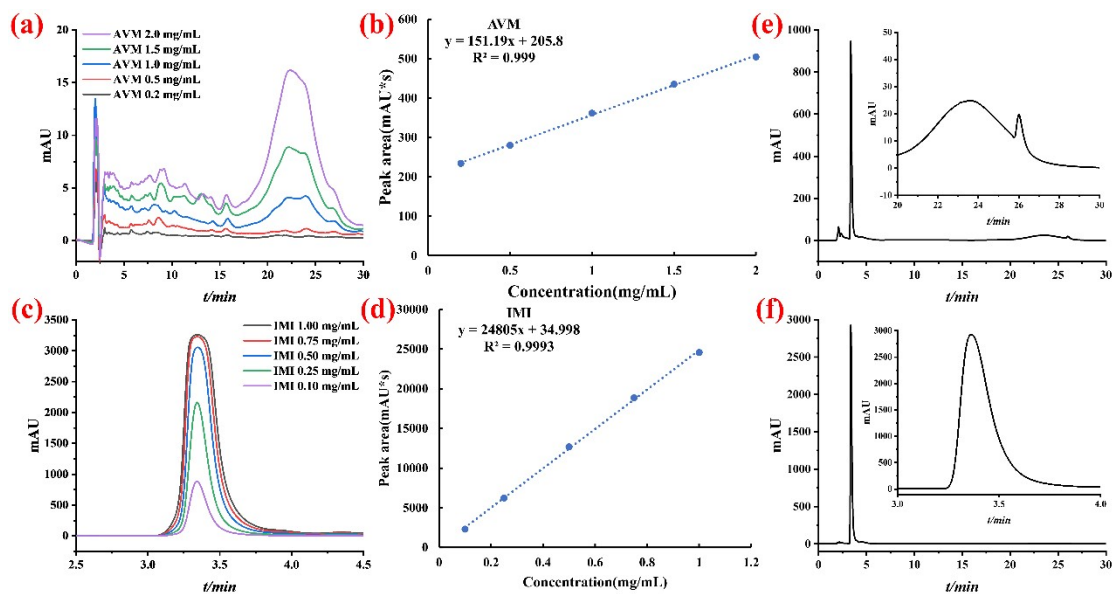 (a)
20
15
10
5
0
mAU
AVM 2.0 mg/mL
AVM 1.5 mg/mL
AVM 1.0 mg/mL
AVM 0.5 mg/mL
AVM 0.2 mg/mL
0 5 10 15 20 25 30
t/min
(b)
AVM
y = 151.19x + 205.8
R² = 0.999
600
500
400
300
200
100
0
Peak area(mAU*s)
0 0.5 1 1.5 2
Concentration(mg/mL)
(e)
1000
800
600
400
200
0
mAU
50
40
30
20
10
0
-10
mAU
20 22 24 26 28 30
t/min
0 5 10 15 20 25 30
t/min
(c)
3500
3000
2500
2000
1500
1000
500
0
mAU
IMI 1.00 mg/mL
IMI 0.75 mg/mL
IMI 0.50 mg/mL
IMI 0.25 mg/mL
IMI 0.10 mg/mL
2.5 3.0 3.5 4.0 4.5
t/min
(d)
IMI
y = 24805x + 34.998
R² = 0.9993
30000
25000
20000
15000
10000
5000
0
Peak area(mAU*s)
0 0.2 0.4 0.6 0.8 1 1.2
Concentration(mg/mL)
(f)
3000
2500
2000
1500
1000
500
0
mAU
3000
2500
2000
1500
1000
500
0
mAU
3.0 3.5 4.0
t/min
0 5 10 15 20 25 30
t/min